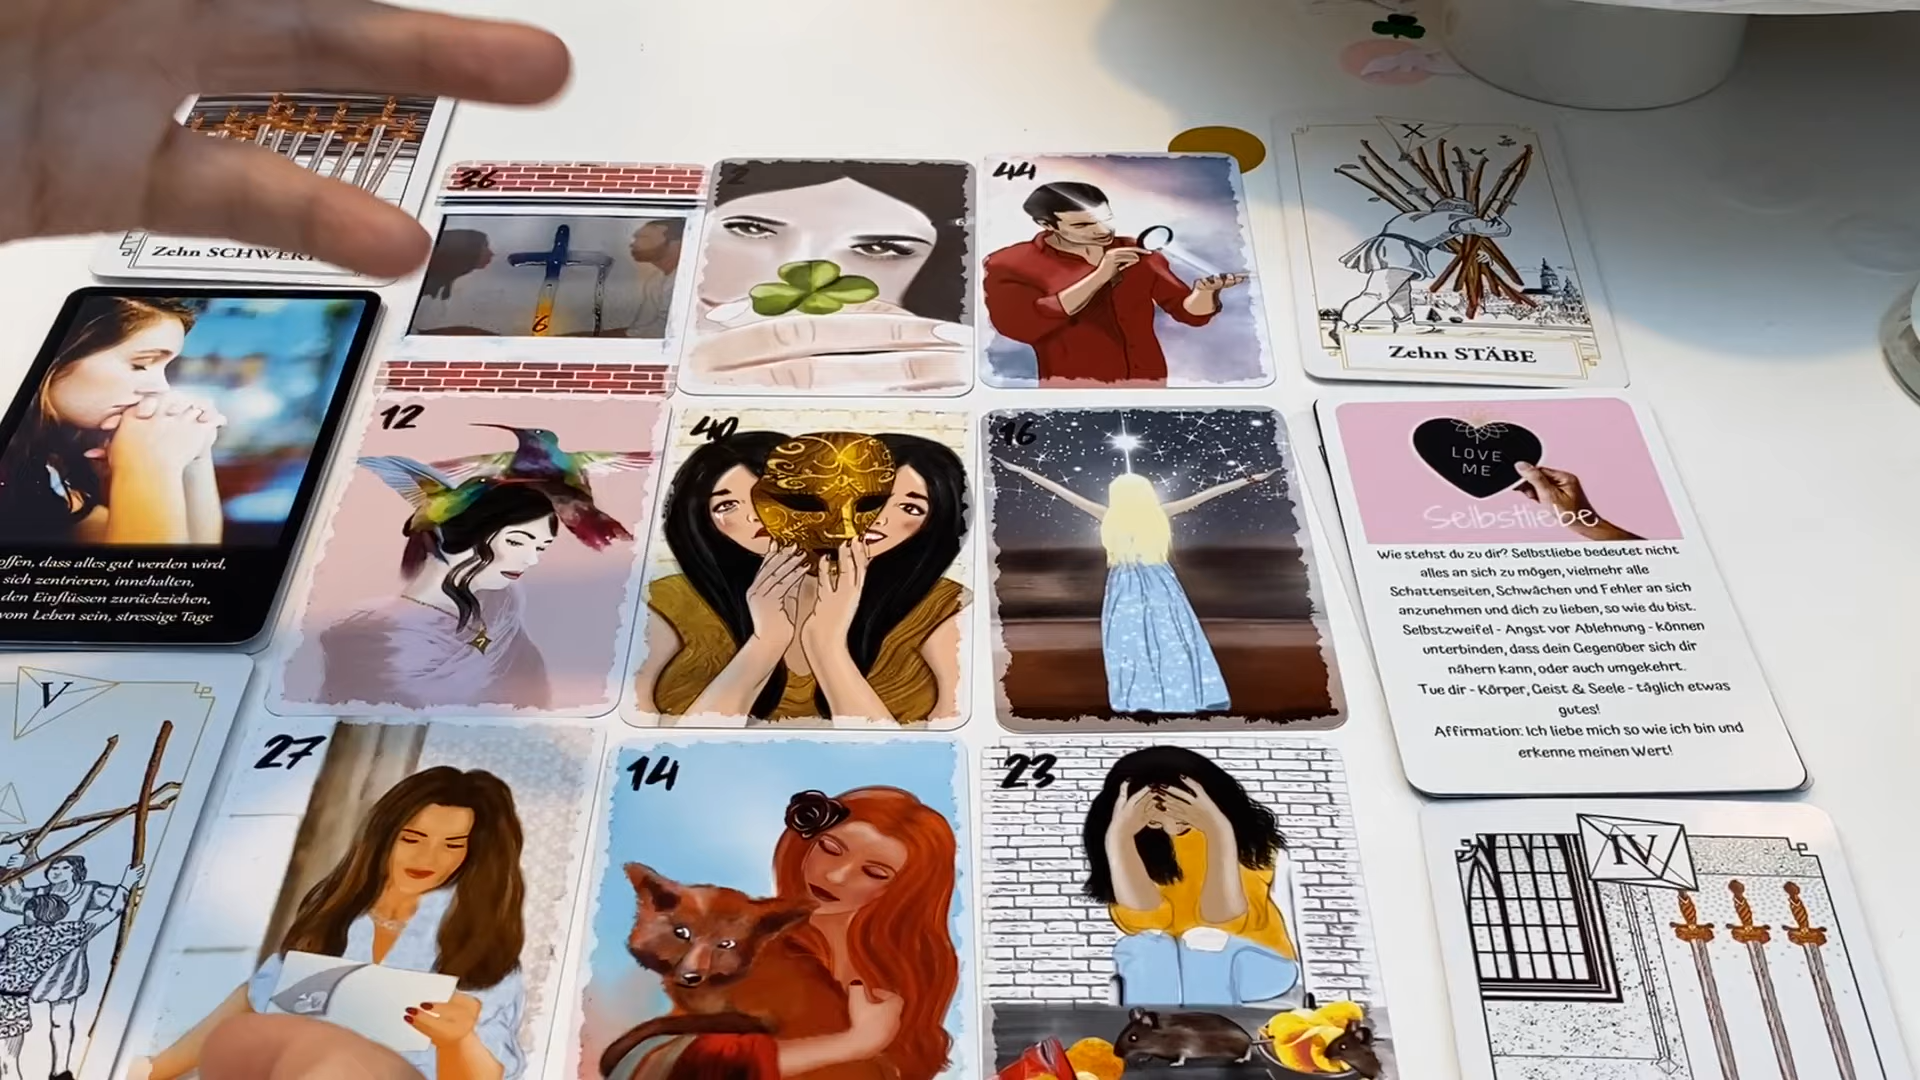 Zehn SCHWERT
36
6
2
6
44
X
Zehn STÄBE
offen, dass alles gut werden wird,
sich zentrieren, innehalten,
den Einflüssen zurückziehen,
vom Leben sein, stressige Tage
12
40
16
LOVE
ME
Selbstliebe
Wie stehst du zu dir? Selbstliebe bedeutet nicht
alles an sich zu mögen, vielmehr alle
Schattenseiten, Schwächen und Fehler an sich
anzunehmen und dich zu lieben, so wie du bist.
Selbstzweifel - Angst vor Ablehnung - können
unterbinden, dass dein Gegenüber sich dir
nähern kann, oder auch umgekehrt.
Tue dir - Körper, Geist & Seele - täglich etwas
gutes!
Affirmation: Ich liebe mich so wie ich bin und
erkenne meinen Wert!
V
27
14
23
IV